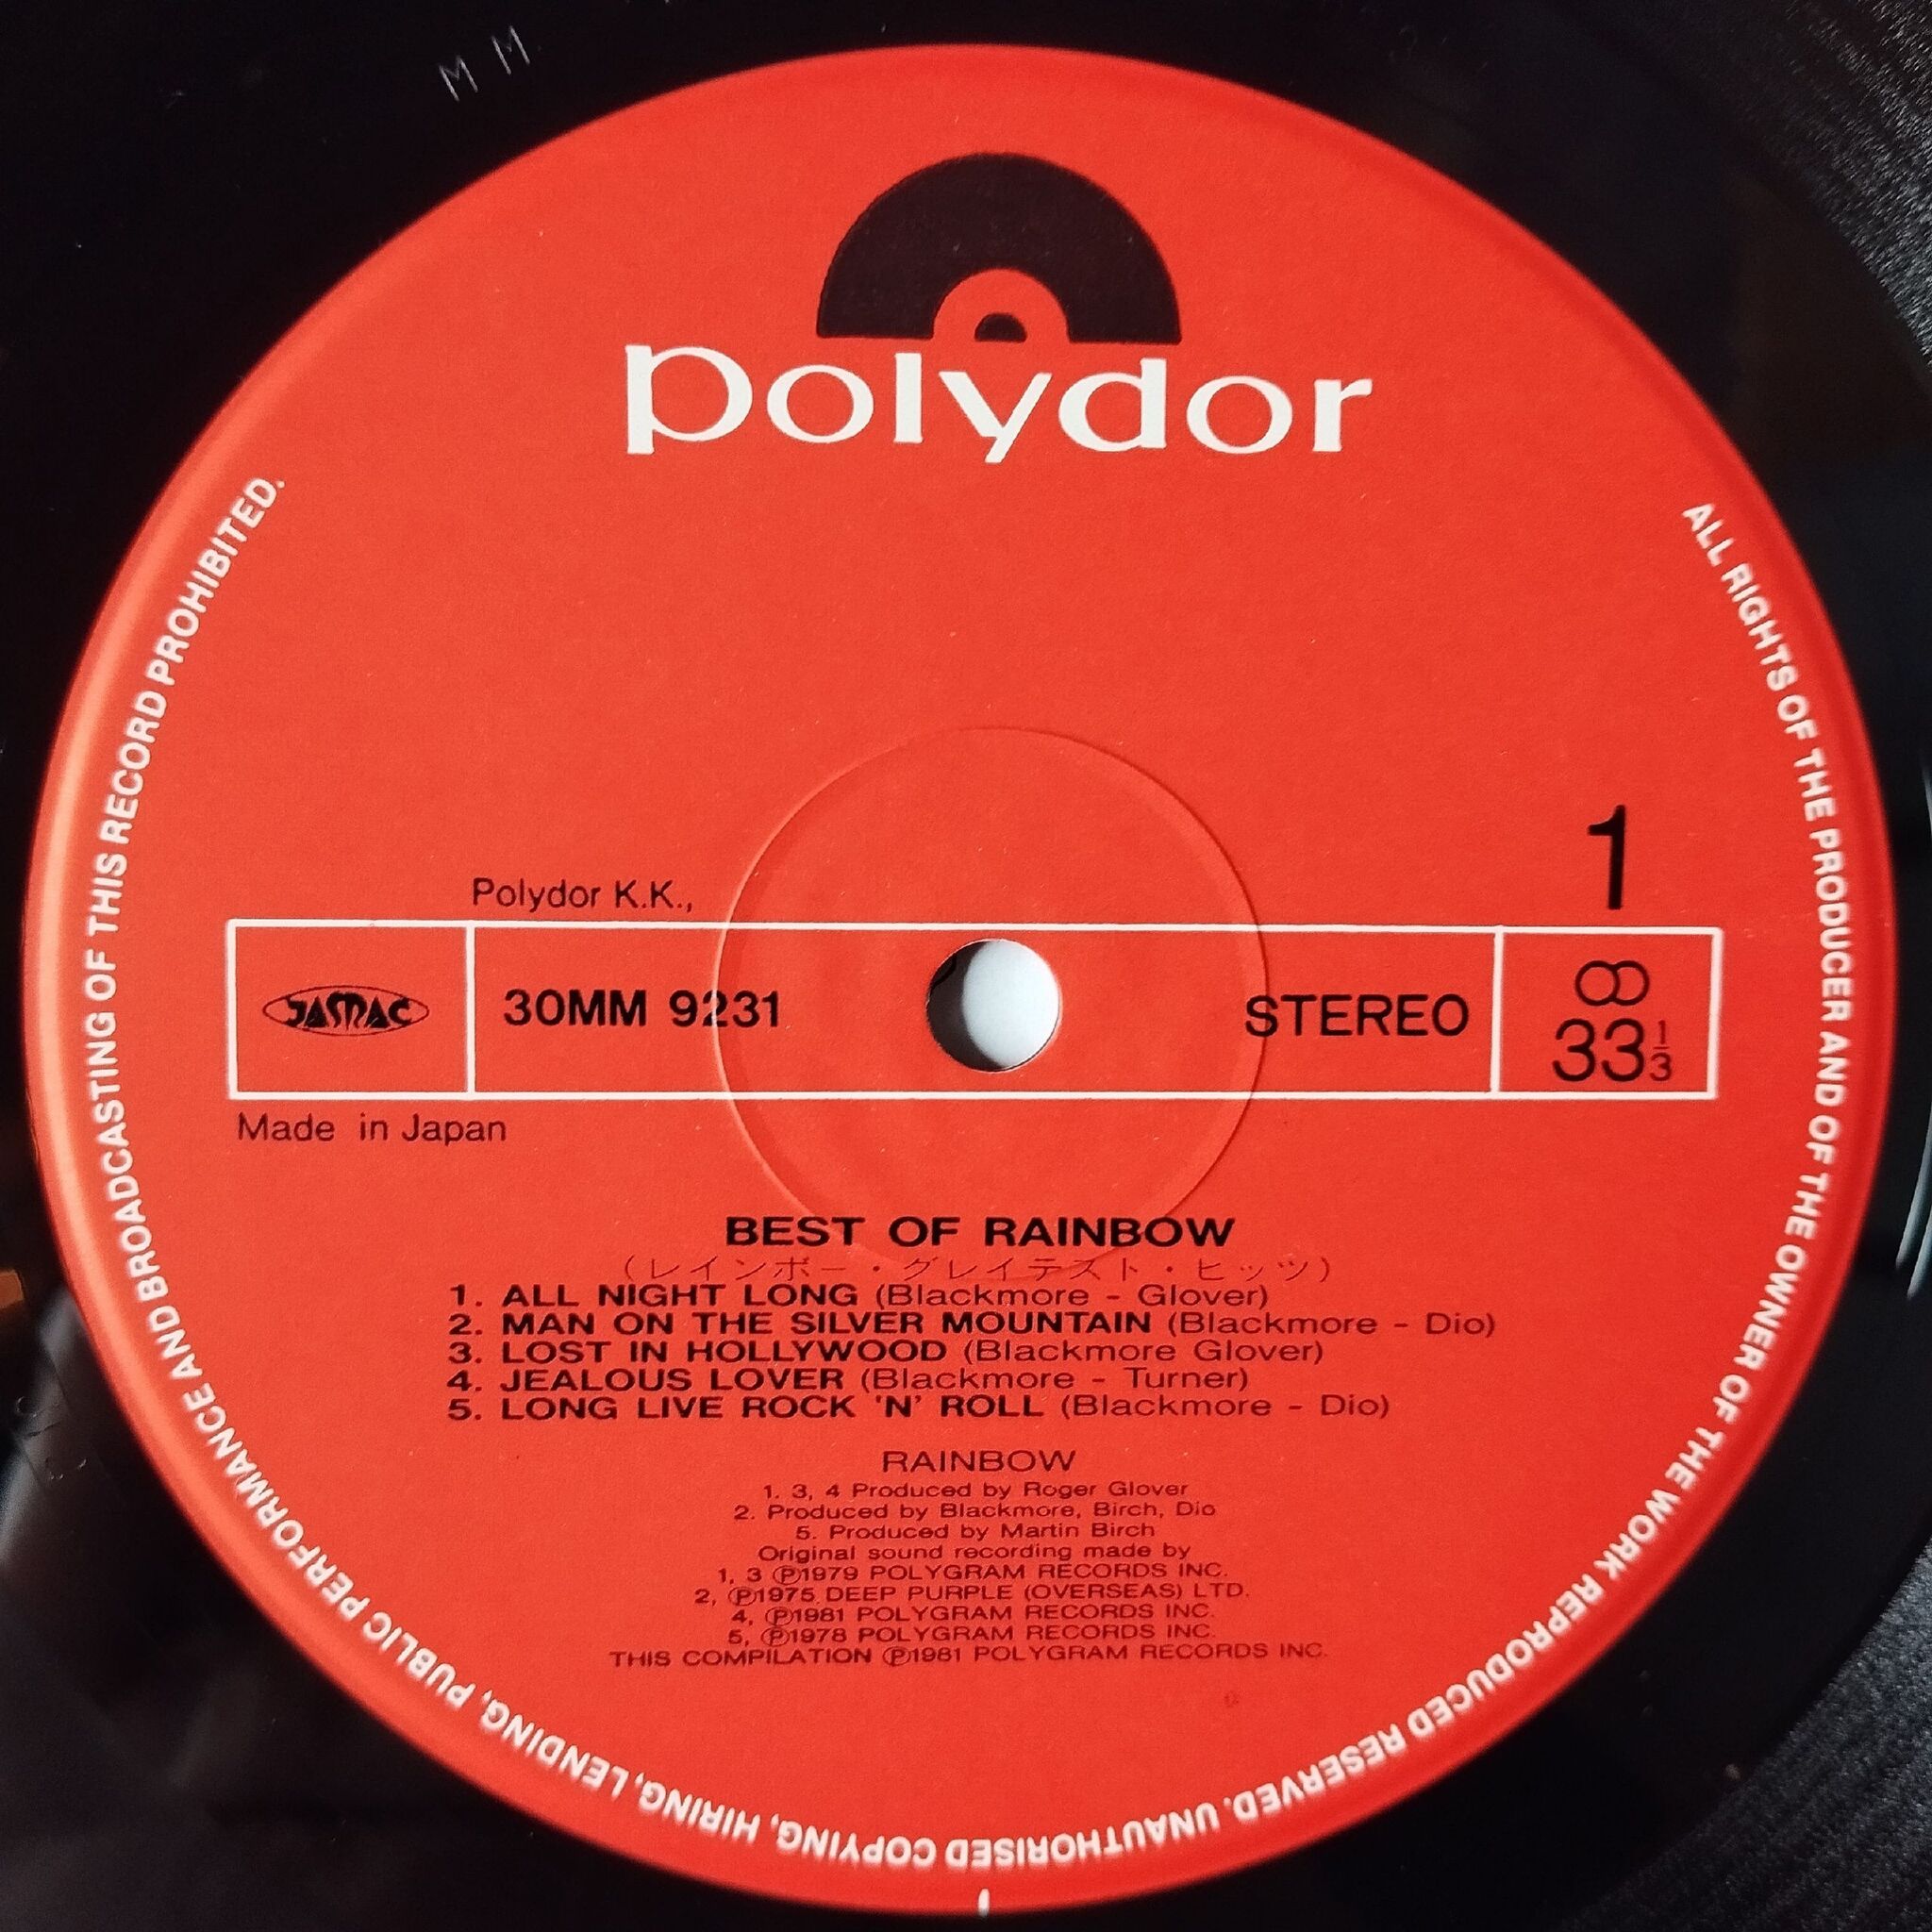 M M
polydor
1
Polydor K.K.,
JASRAC
30MM 9231
STEREO
∞
33 1/3
Made in Japan
BEST OF RAINBOW
(レインボー・グレイテスト・ヒッツ)
1. ALL NIGHT LONG (Blackmore - Glover)
2. MAN ON THE SILVER MOUNTAIN (Blackmore - Dio)
3. LOST IN HOLLYWOOD (Blackmore Glover)
4. JEALOUS LOVER (Blackmore - Turner)
5. LONG LIVE ROCK 'N' ROLL (Blackmore - Dio)
RAINBOW
1. 3, 4 Produced by Roger Glover
2. Produced by Blackmore, Birch, Dio
5. Produced by Martin Birch
Original sound recording made by
1, 3 Ⓟ1979 POLYGRAM RECORDS INC.
2, Ⓟ1975 DEEP PURPLE (OVERSEAS) LTD.
4, Ⓟ1981 POLYGRAM RECORDS INC.
5, Ⓟ1978 POLYGRAM RECORDS INC.
THIS COMPILATION Ⓟ1981 POLYGRAM RECORDS INC.
ALL RIGHTS OF THE PRODUCER AND OF THE OWNER OF THE WORK REPRODUCED RESERVED. UNAUTHORISED COPYING, HIRING, LENDING, PUBLIC PERFORMANCE AND BROADCASTING OF THIS RECORD PROHIBITED.